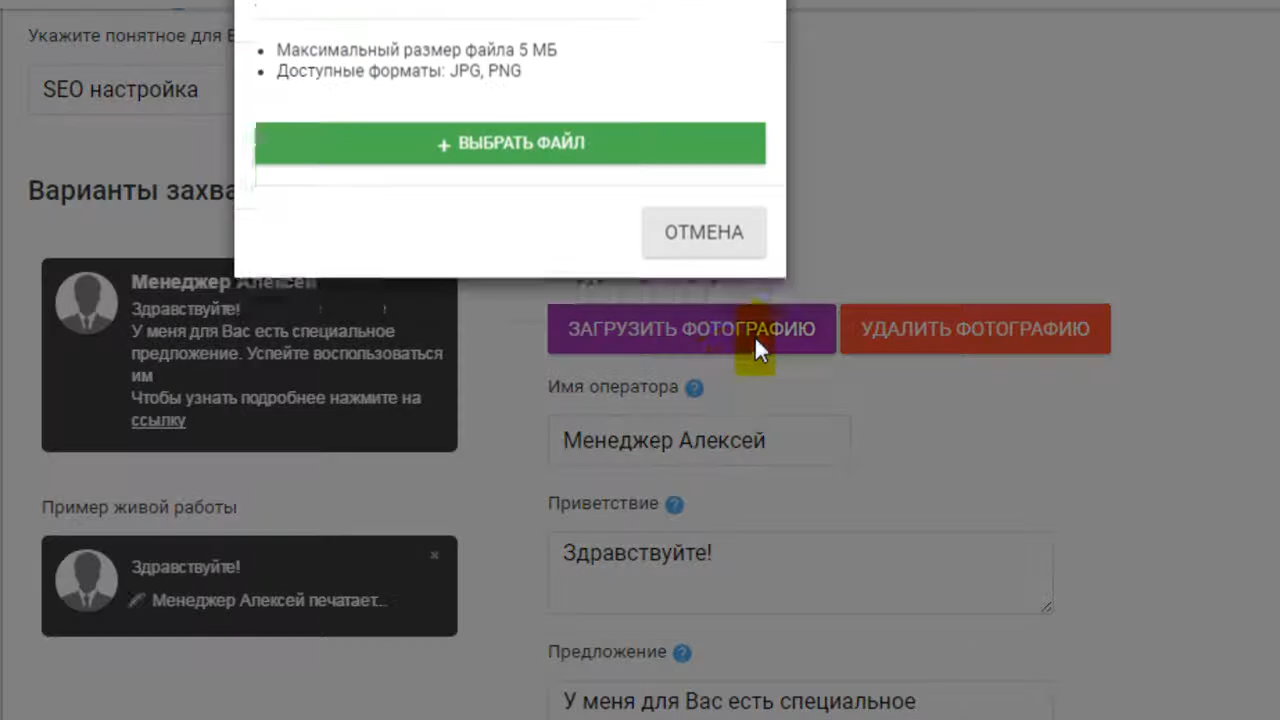 Укажите понятное для
Максимальный размер файла 5 МБ
Доступные форматы: JPG, PNG
SEO настройка
+ ВЫБРАТЬ ФАЙЛ
Варианты
ОТМЕНА
Менеджер Алексей
Здравствуйте!
У меня для Вас есть специальное
предложение. Успейте воспользоваться
им
Чтобы узнать подробнее нажмите на
ссылку
ЗАГРУЗИТЬ ФОТОГРАФИЮ
УДАЛИТЬ ФОТОГРАФИЮ
Имя оператора ?
Менеджер Алексей
Пример живой работы
Здравствуйте!
Менеджер Алексей печатает...
Приветствие ?
Здравствуйте!
Предложение ?
У меня для Вас есть специальное